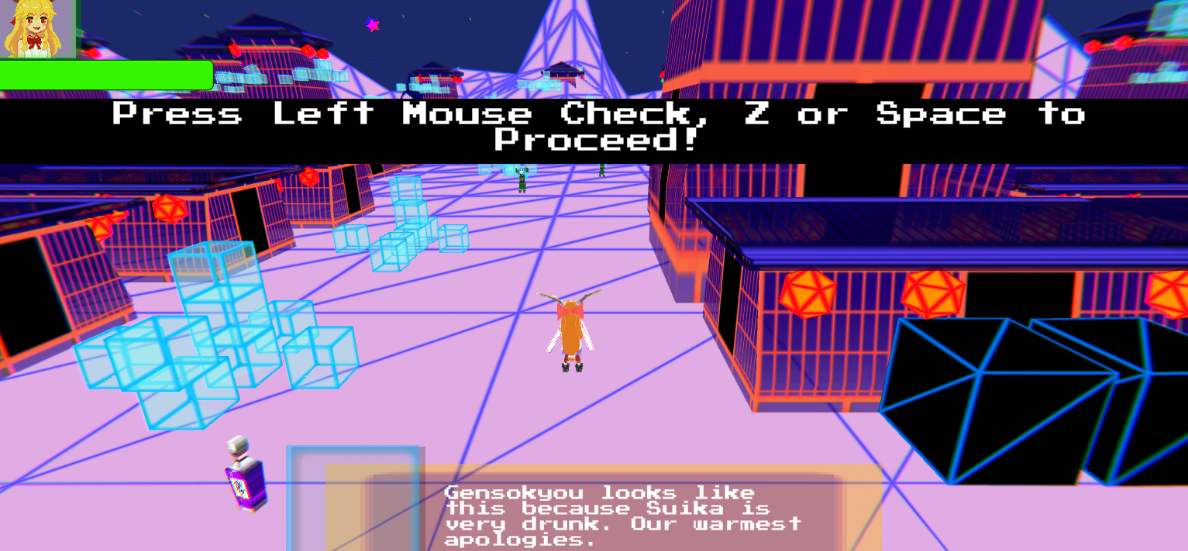 Press Left Mouse Check, Z or Space to
Proceed!
Gensokyou looks like
this because Suika is
very drunk. Our warmest
apologies.